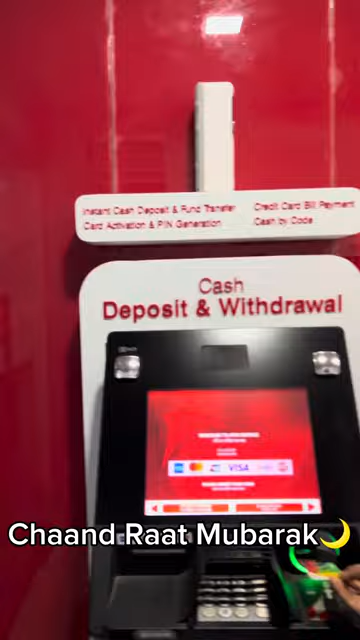 Instant Cash Deposit & Fund Transfer
Credit Card Bill Payment
Card Activation & PIN Generation
Cash by Code
Cash
Deposit & Withdrawal
VISA
Chaand Raat Mubarak🌙